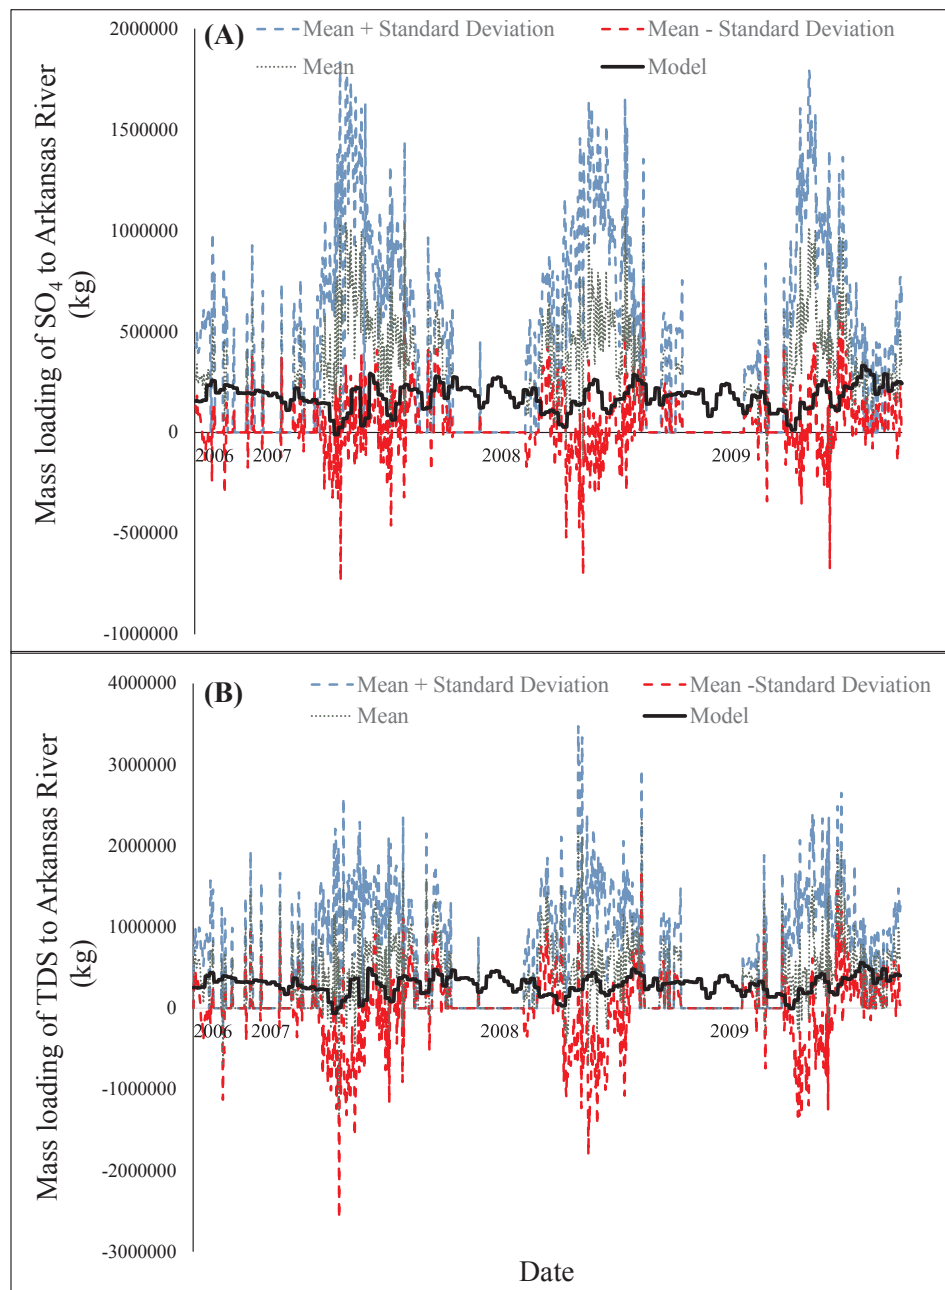 (A)
Mean + Standard Deviation
Mean - Standard Deviation
Mean
Model
Mass loading of SO4 to Arkansas River
(kg)
2000000
1500000
1000000
500000
0
-500000
-1000000
2006
2007
2008
2009
(B)
Mean + Standard Deviation
Mean -Standard Deviation
Mean
Model
Mass loading of TDS to Arkansas River
(kg)
4000000
3000000
2000000
1000000
0
-1000000
-2000000
-3000000
2006
2007
2008
2009
Date